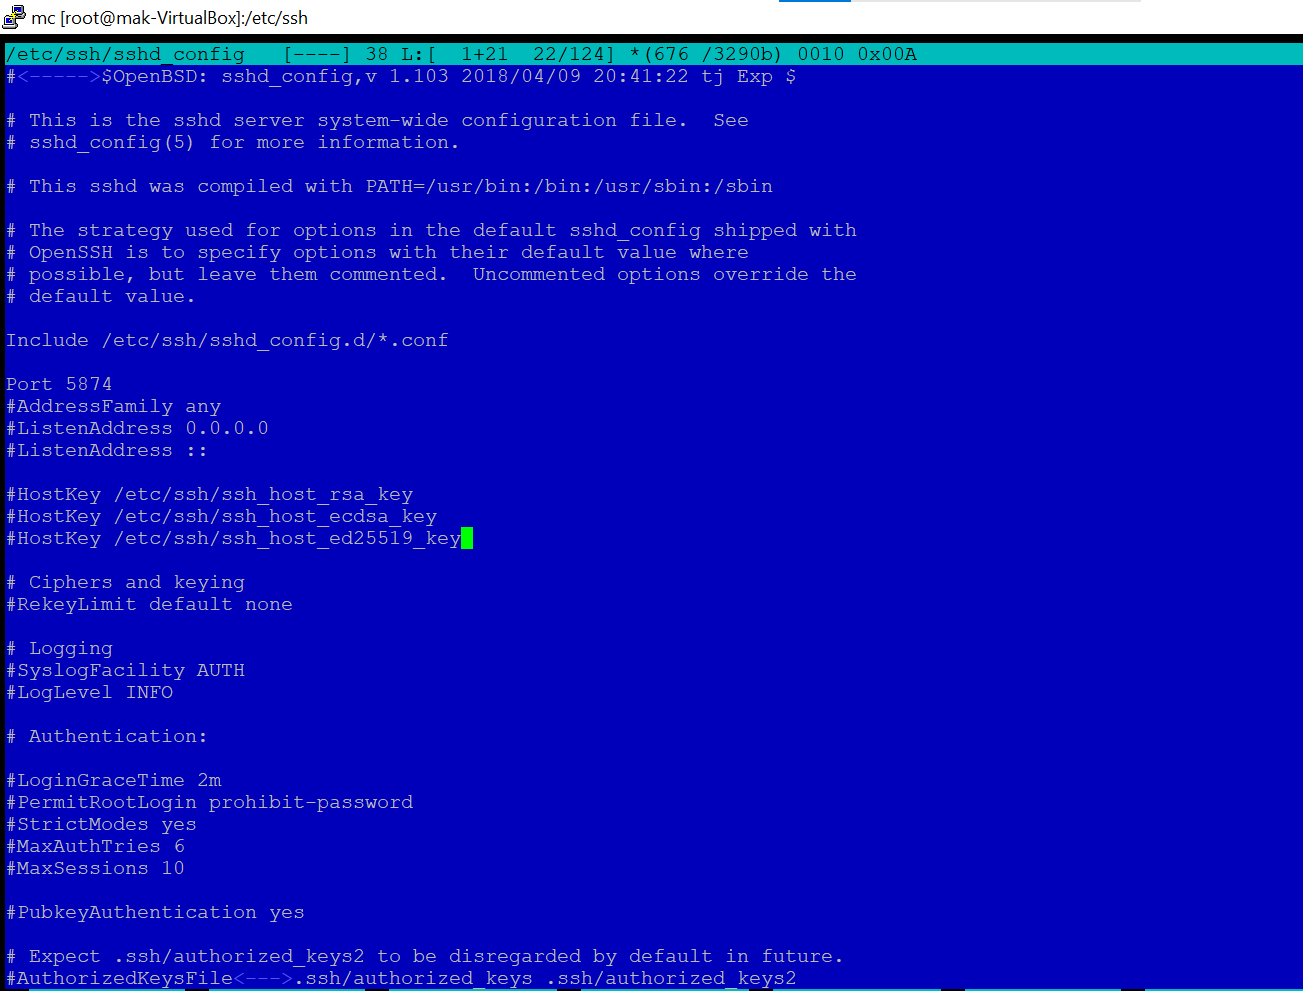 mc [root@mak-VirtualBox]:/etc/ssh
/etc/ssh/sshd_config   [----] 38 L:[  1+21  22/124] *(676 /3290b) 0010 0x00A
#<----->$OpenBSD: sshd_config,v 1.103 2018/04/09 20:41:22 tj Exp $
# This is the sshd server system-wide configuration file.  See
# sshd_config(5) for more information.
# This sshd was compiled with PATH=/usr/bin:/bin:/usr/sbin:/sbin
# The strategy used for options in the default sshd_config shipped with
# OpenSSH is to specify options with their default value where
# possible, but leave them commented.  Uncommented options override the
# default value.
Include /etc/ssh/sshd_config.d/*.conf
Port 5874
#AddressFamily any
#ListenAddress 0.0.0.0
#ListenAddress ::
#HostKey /etc/ssh/ssh_host_rsa_key
#HostKey /etc/ssh/ssh_host_ecdsa_key
#HostKey /etc/ssh/ssh_host_ed25519_key
# Ciphers and keying
#RekeyLimit default none
# Logging
#SyslogFacility AUTH
#LogLevel INFO
# Authentication:
#LoginGraceTime 2m
#PermitRootLogin prohibit-password
#StrictModes yes
#MaxAuthTries 6
#MaxSessions 10
#PubkeyAuthentication yes
# Expect .ssh/authorized_keys2 to be disregarded by default in future.
#AuthorizedKeysFile<--->.ssh/authorized_keys .ssh/authorized_keys2